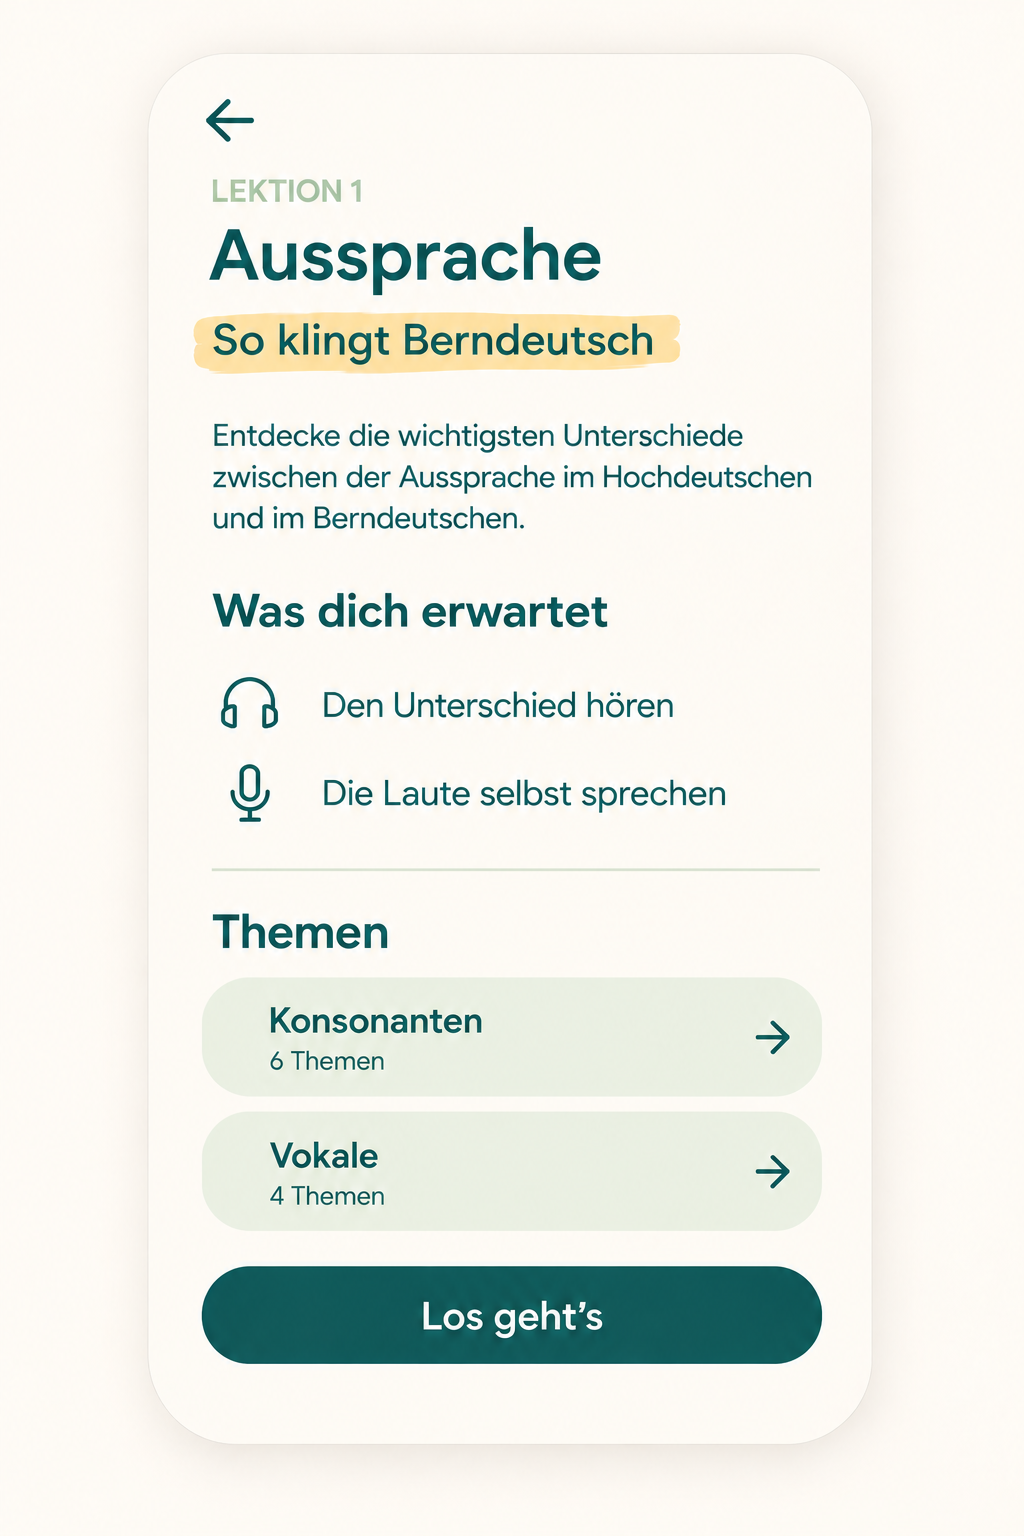 LEKTION 1
Aussprache
So klingt Berndeutsch
Entdecke die wichtigsten Unterschiede
zwischen der Aussprache im Hochdeutschen
und im Berndeutschen.
Was dich erwartet
Den Unterschied hören
Die Laute selbst sprechen
Themen
Konsonanten
6 Themen
Vokale
4 Themen
Los geht’s